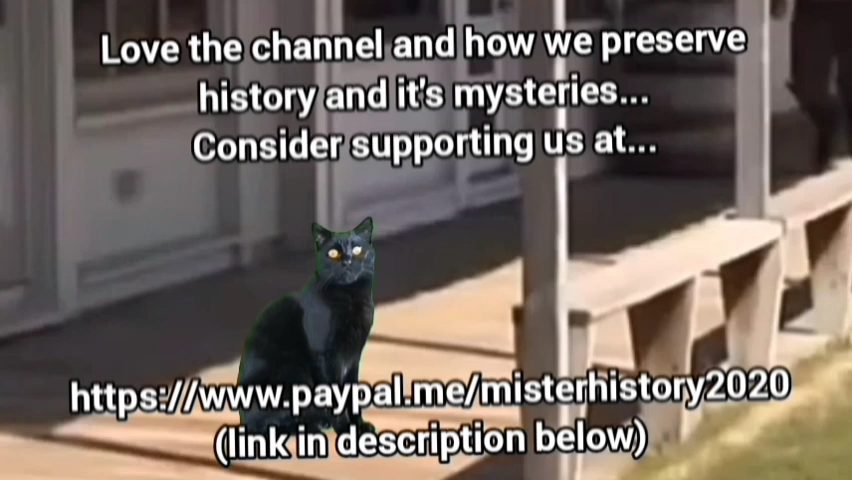 Love the channel and how we preserve
history and it's mysteries...
Consider supporting us at...
https://www.paypal.me/misterhistory2020
(link in description below)